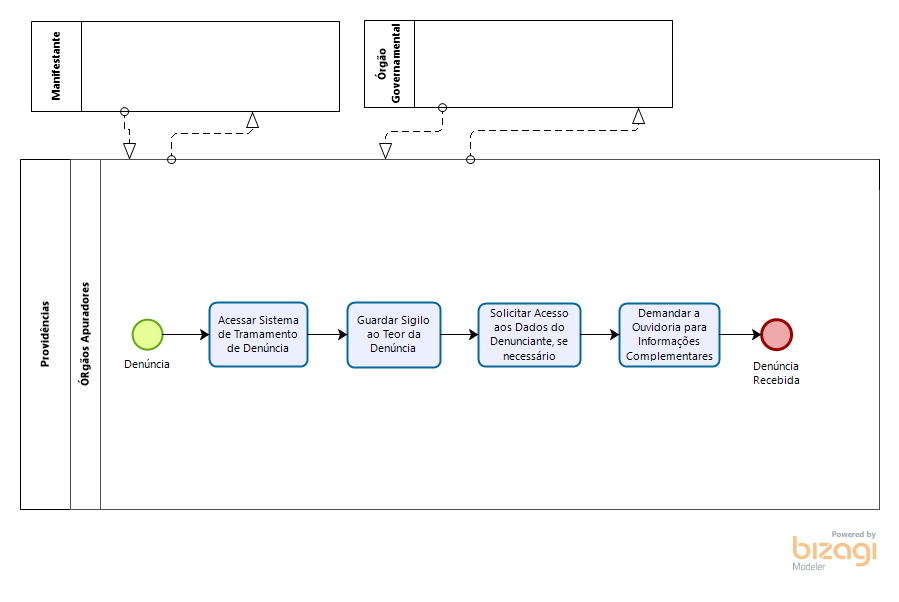 Manifestante
Órgão
Governamental
Providências
ÓRgãos Apuradores
Denúncia
Acessar Sistema
de Tramamento
de Denúncia
Guardar Sigilo
ao Teor da
Denúncia
Solicitar Acesso
aos Dados do
Denunciante, se
necessário
Demandar a
Ouvidoria para
Informações
Complementares
Denúncia
Recebida
Powered by
bizagi
Modeler